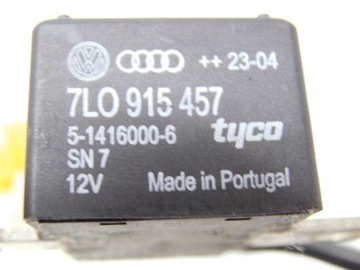 ++ 23-04
7L0 915 457
5-1416000-6 tyco
SN 7
12V Made in Portugal